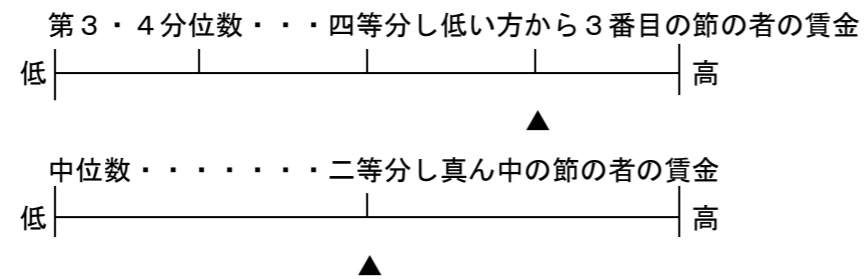 第３・４分位数・・・四等分し低い方から３番目の節の者の賃金
低 高
▲
中位数・・・・・・・二等分し真ん中の節の者の賃金
低 高
▲